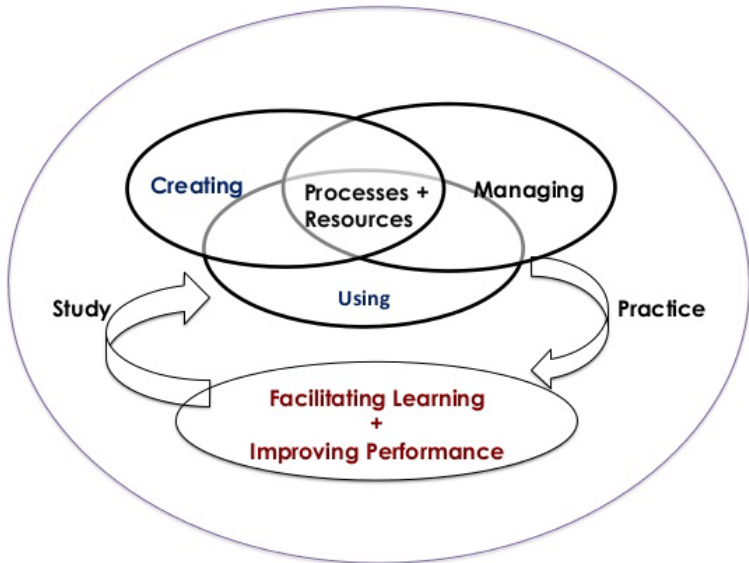 Creating
Processes +
Resources
Managing
Using
Study
Practice
Facilitating Learning
+
Improving Performance